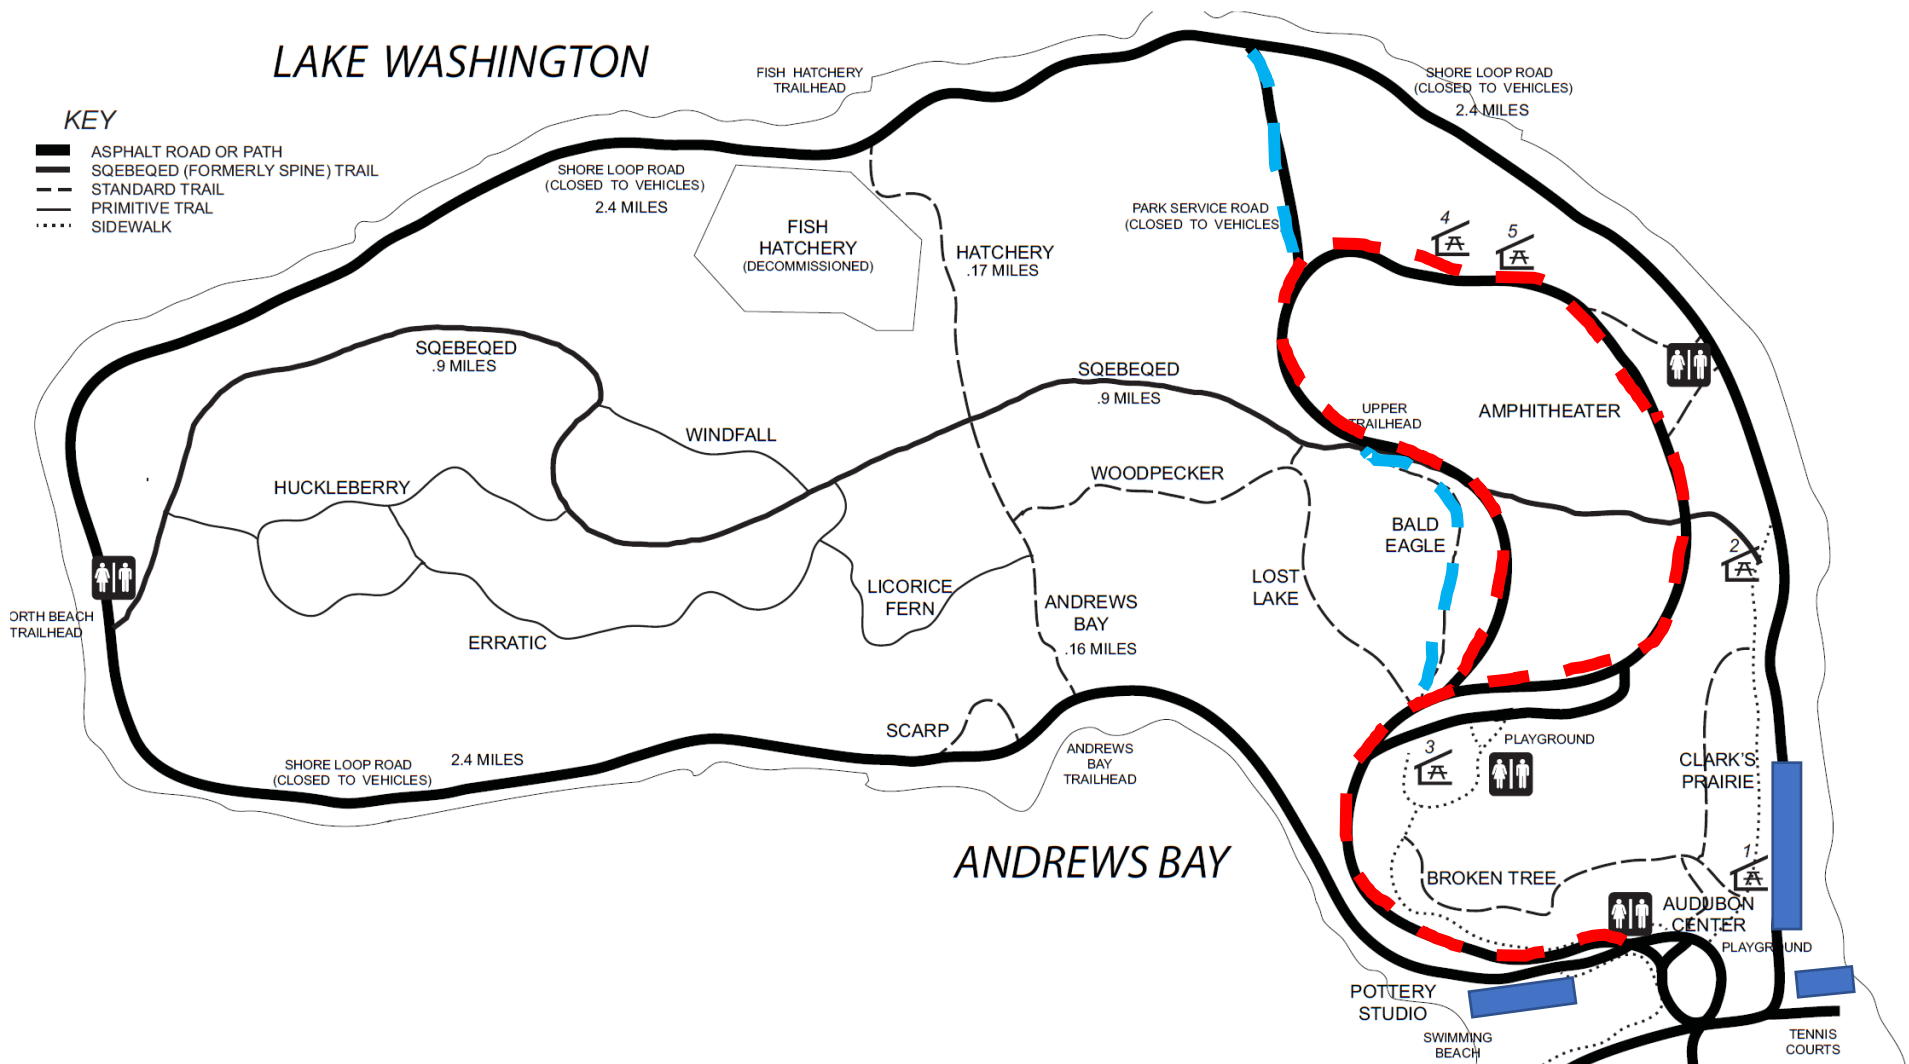 LAKE WASHINGTON
FISH HATCHERY
TRAILHEAD
SHORE LOOP ROAD
(CLOSED TO VEHICLES)
2.4 MILES
KEY
ASPHALT ROAD OR PATH
SQEBEQED (FORMERLY SPINE) TRAIL
STANDARD TRAIL
PRIMITIVE TRAL
SIDEWALK
SHORE LOOP ROAD
(CLOSED TO VEHICLES)
2.4 MILES
FISH
HATCHERY
(DECOMMISSIONED)
HATCHERY
.17 MILES
PARK SERVICE ROAD
(CLOSED TO VEHICLES
4
5
SQEBEQED
.9 MILES
SQEBEQED
.9 MILES
UPPER
TRAILHEAD
AMPHITHEATER
WINDFALL
HUCKLEBERRY
WOODPECKER
BALD
EAGLE
2
LICORICE
FERN
LOST
LAKE
ANDREWS
BAY
.16 MILES
ORTH BEACH
TRAILHEAD
ERRATIC
SCARP
ANDREWS
BAY
TRAILHEAD
SHORE LOOP ROAD
(CLOSED TO VEHICLES)
2.4 MILES
3
PLAYGROUND
CLARK'S
PRAIRIE
ANDREWS BAY
1
BROKEN TREE
AUDUBON
CENTER
PLAYGROUND
POTTERY
STUDIO
SWIMMING
BEACH
TENNIS
COURTS